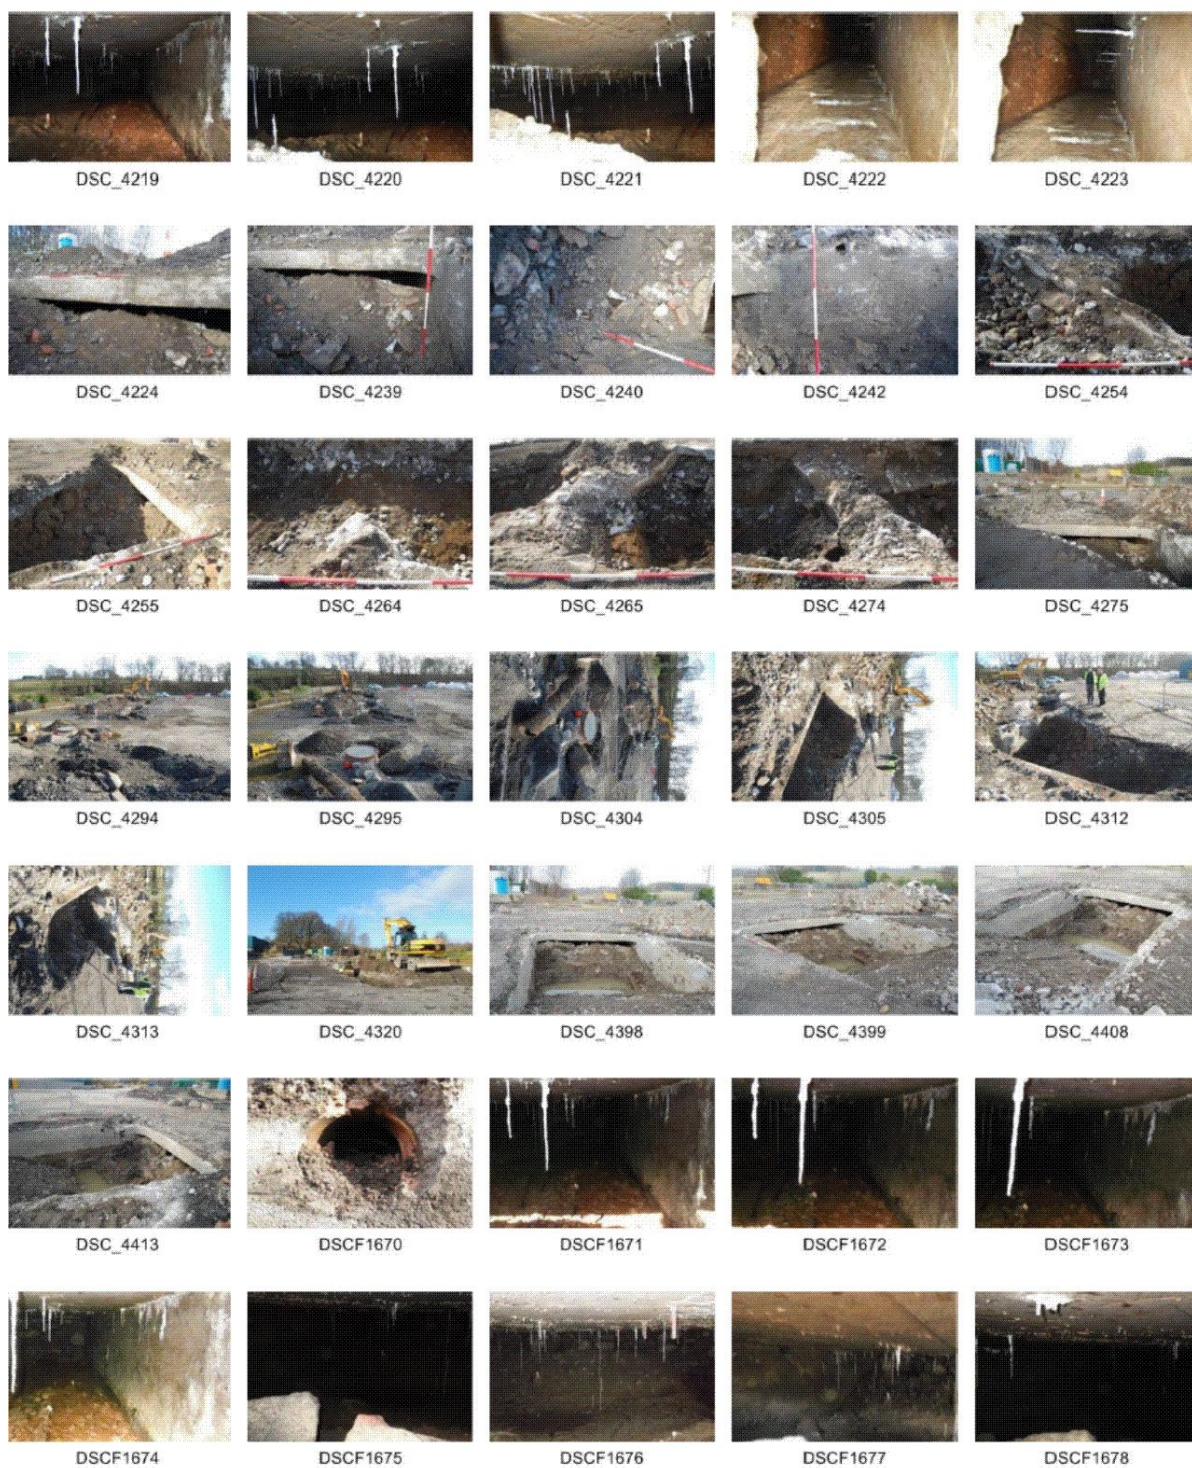 DSC_4219 DSC_4220 DSC_4221 DSC_4222 DSC_4223
DSC_4224 DSC_4239 DSC_4240 DSC_4242 DSC_4254
DSC_4255 DSC_4264 DSC_4265 DSC_4274 DSC_4275
DSC_4294 DSC_4295 DSC_4304 DSC_4305 DSC_4312
DSC_4313 DSC_4320 DSC_4398 DSC_4399 DSC_4408
DSC_4413 DSCF1670 DSCF1671 DSCF1672 DSCF1673
DSCF1674 DSCF1675 DSCF1676 DSCF1677 DSCF1678